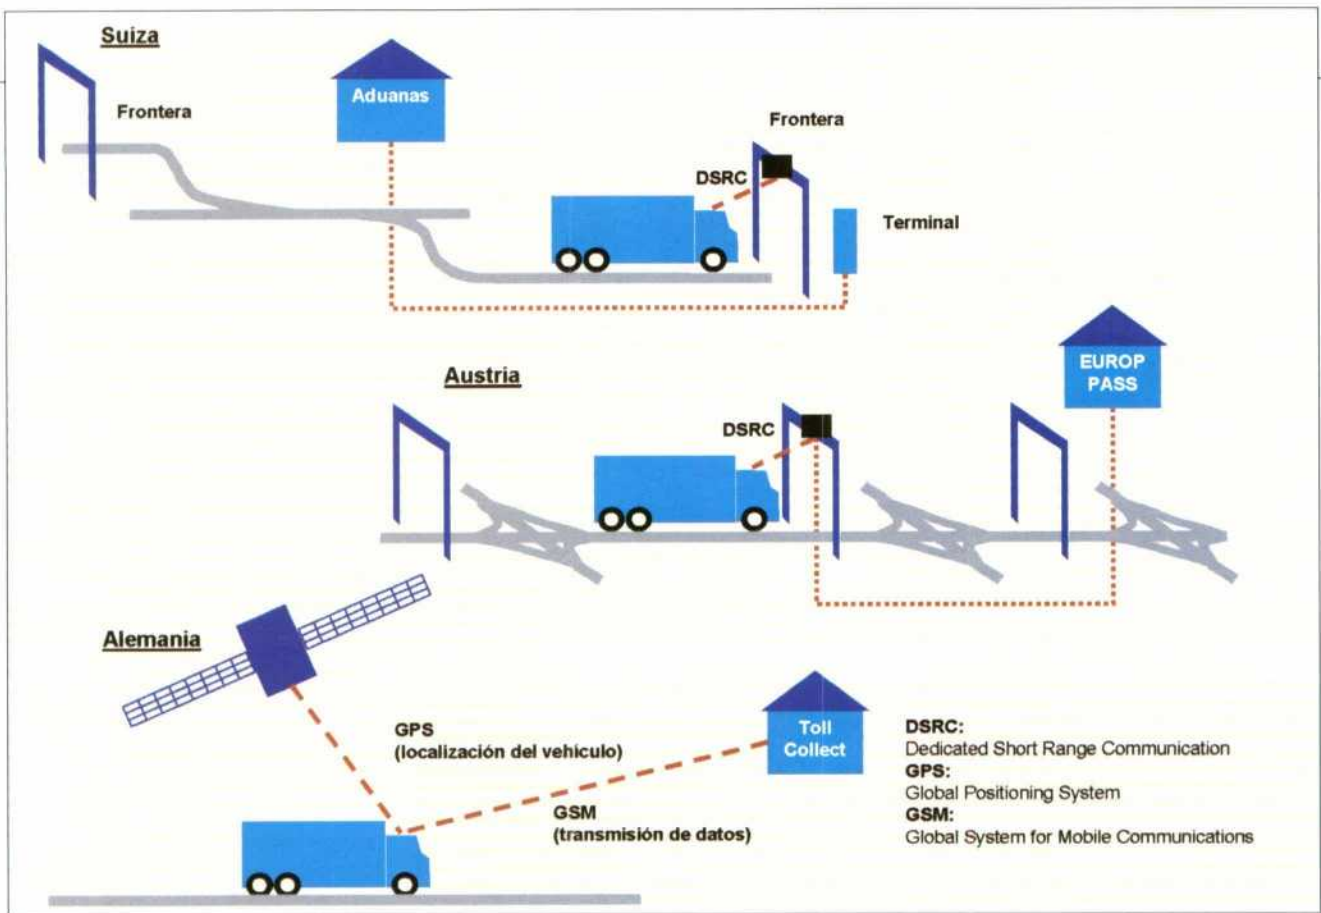 Suiza
Aduanas
Frontera
Frontera
DSRC
Terminal
EUROP
PASS
Austria
DSRC
Alemania
GPS
(localización del vehículo)
Toll
Collect
GSM
(transmisión de datos)
DSRC:
Dedicated Short Range Communication
GPS:
Global Positioning System
GSM:
Global System for Mobile Communications